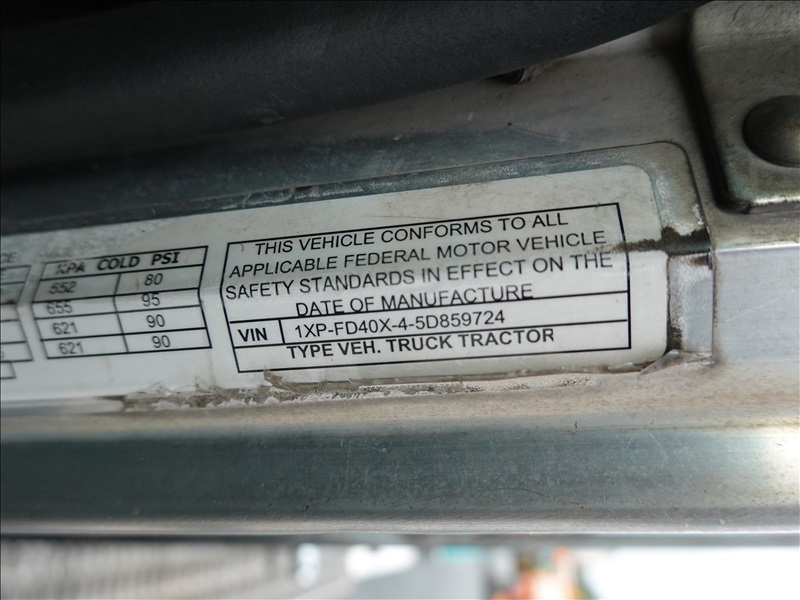 CE
KPA COLD PSI
552 80
655 95
621 90
621 90
THIS VEHICLE CONFORMS TO ALL
APPLICABLE FEDERAL MOTOR VEHICLE
SAFETY STANDARDS IN EFFECT ON THE
DATE OF MANUFACTURE
VIN 1XP-FD40X-4-5D859724
TYPE VEH. TRUCK TRACTOR